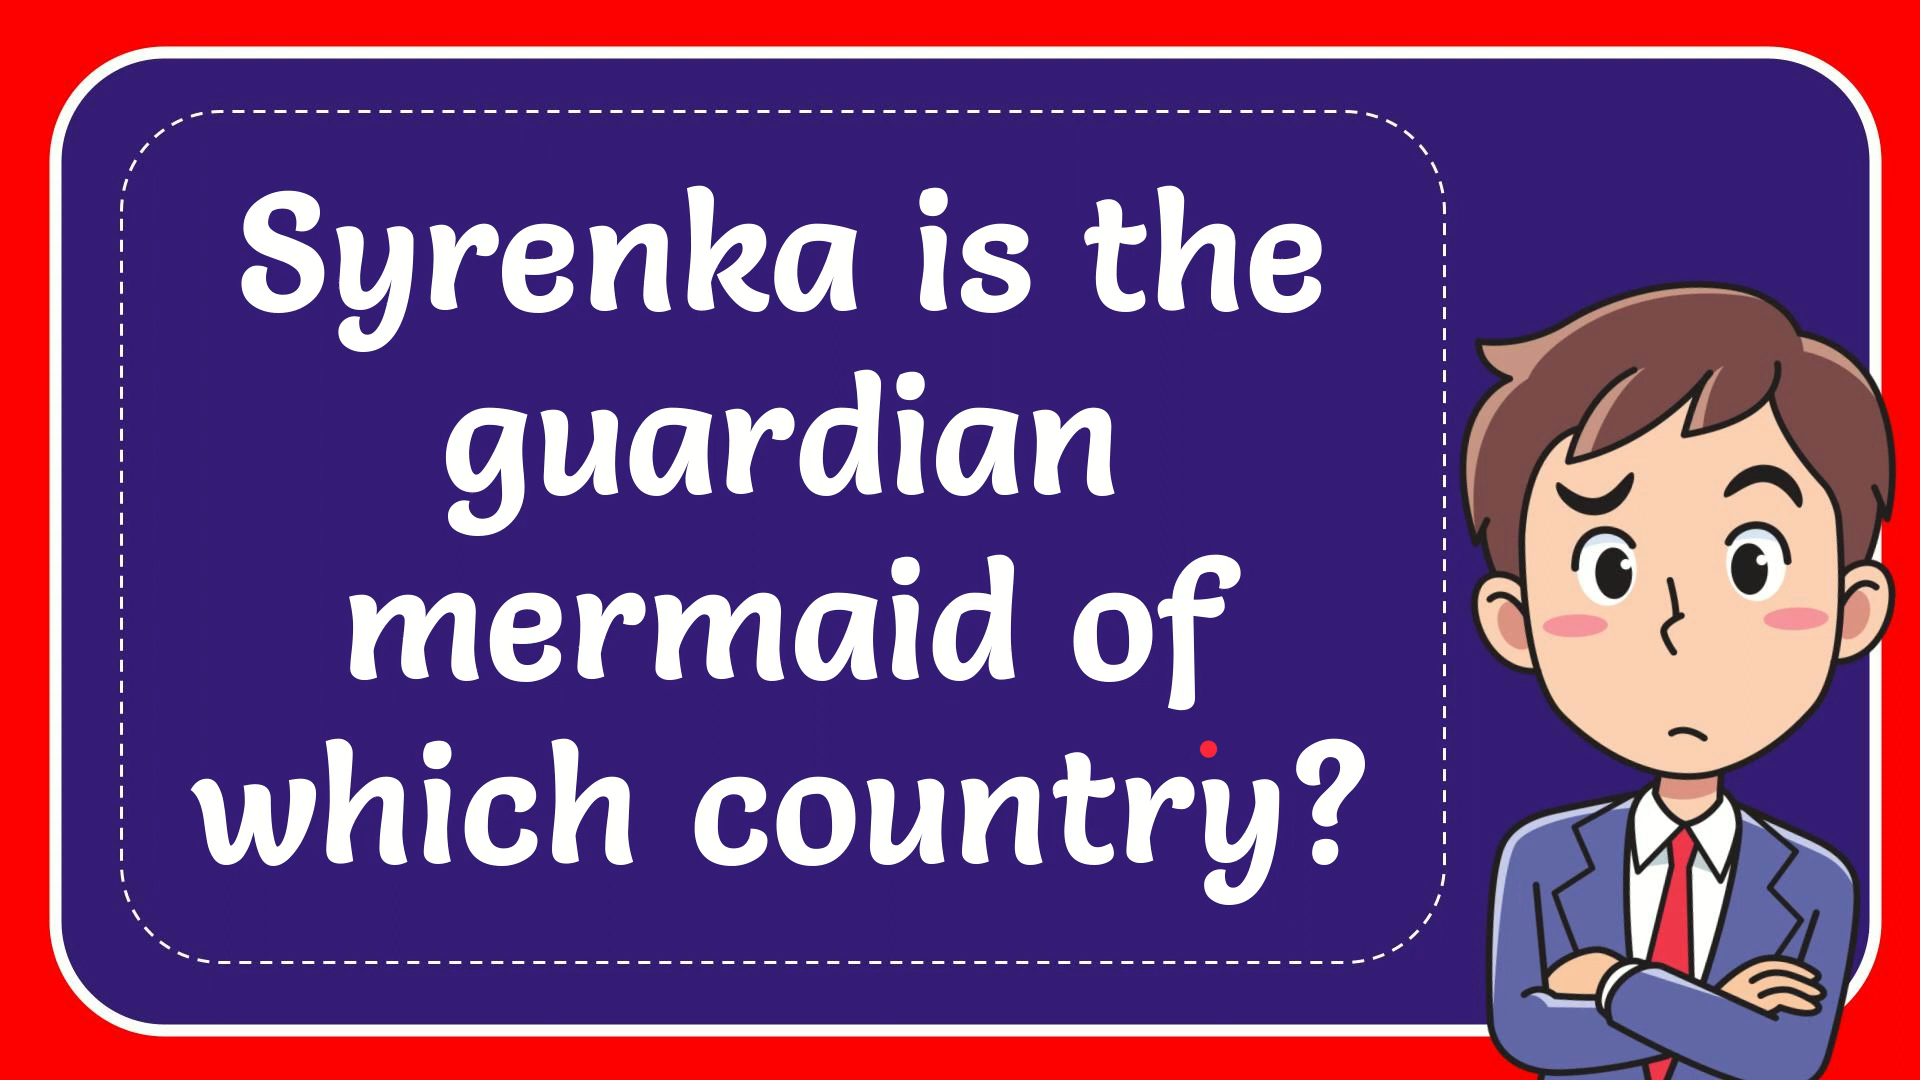 Syrenka is the
guardian
mermaid of
which country?